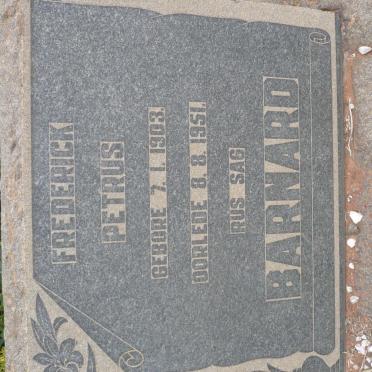 FREDERICK
PETRUS
GEBORE 7.1.1903.
OORLEDE 8.8.1951.
RUS SAG
BARNARD